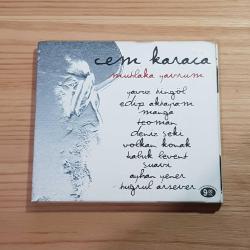 cem karaca
mutlaka yavrum
yavuz bingöl
edip akbayram
manga
teoman
deniz seki
volkan konak
haluk levent
suavi
ayhan yener
tuğrul arsever